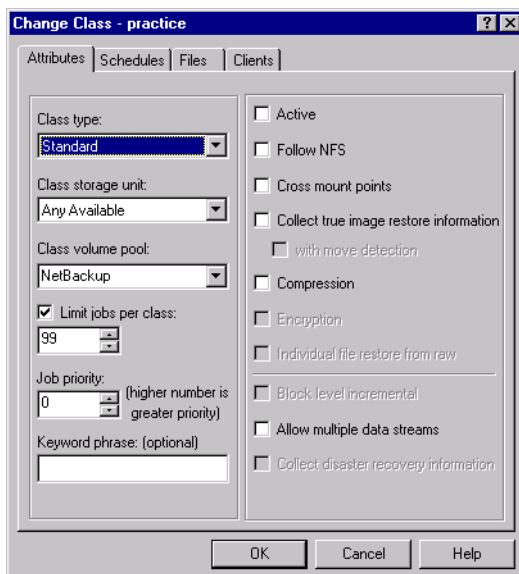 Change Class - practice
Attributes Schedules Files Clients
Class type:
Standard
Class storage unit:
Any Available
Class volume pool:
NetBackup
Limit jobs per class:
99
Job priority:
0 (higher number is
greater priority)
Keyword phrase: (optional)
Active
Follow NFS
Cross mount points
Collect true image restore information
with move detection
Compression
Encryption
Individual file restore from raw
Block level incremental
Allow multiple data streams
Collect disaster recovery information
OK Cancel Help